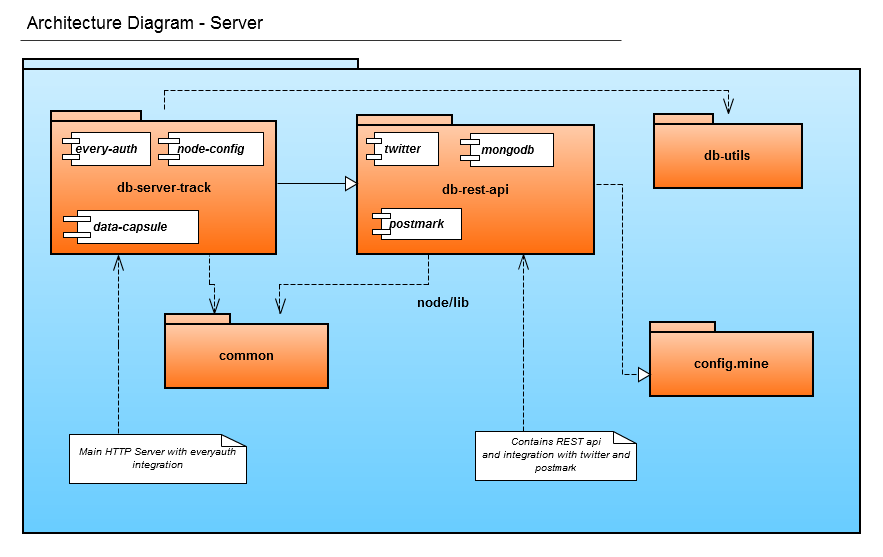 Architecture Diagram - Server
every-auth
node-config
db-server-track
data-capsule
twitter
mongodb
db-rest-api
postmark
db-utils
node/lib
common
config.mine
Main HTTP Server with everyauth
integration
Contains REST api
and integration with twitter and
postmark